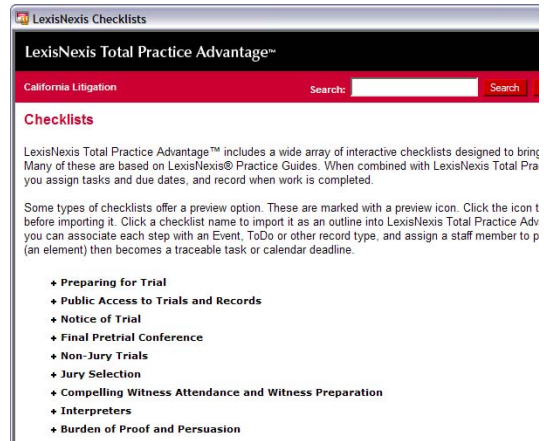 LexisNexis Checklists
LexisNexis Total Practice Advantage™
California Litigation
Search:
Search
Checklists
LexisNexis Total Practice Advantage™ includes a wide array of interactive checklists designed to bring
Many of these are based on LexisNexis® Practice Guides. When combined with LexisNexis Total Pra
you assign tasks and due dates, and record when work is completed.
Some types of checklists offer a preview option. These are marked with a preview icon. Click the icon t
before importing it. Click a checklist name to import it as an outline into LexisNexis Total Practice Adv
you can associate each step with an Event, ToDo or other record type, and assign a staff member to p
(an element) then becomes a traceable task or calendar deadline.
+ Preparing for Trial
+ Public Access to Trials and Records
+ Notice of Trial
+ Final Pretrial Conference
+ Non-Jury Trials
+ Jury Selection
+ Compelling Witness Attendance and Witness Preparation
+ Interpreters
+ Burden of Proof and Persuasion